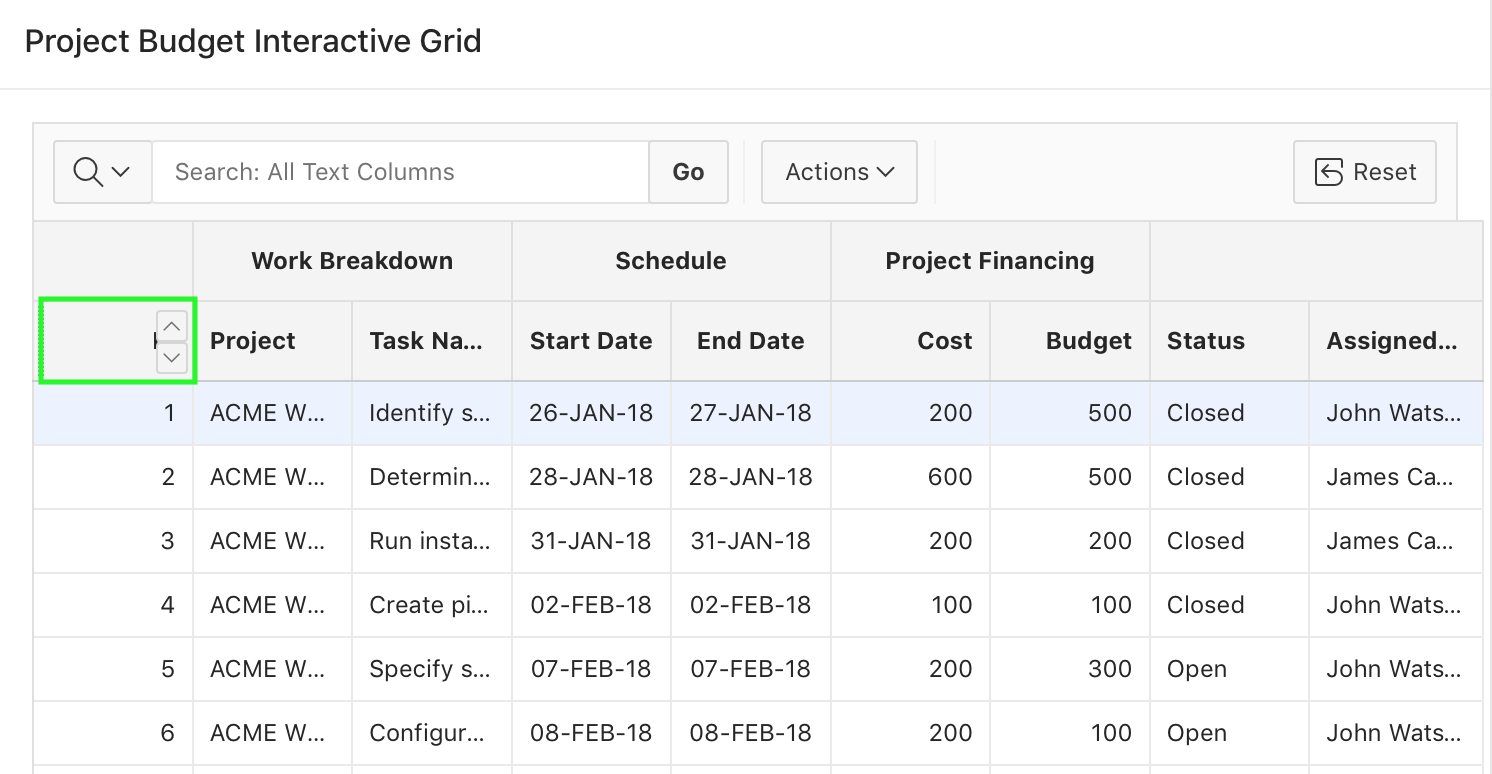 Project Budget Interactive Grid
Search: All Text Columns Go Actions Reset
Work Breakdown Schedule Project Financing
Project Task Na... Start Date End Date Cost Budget Status Assigned...
1 ACME W... Identify s... 26-JAN-18 27-JAN-18 200 500 Closed John Wats...
2 ACME W... Determin... 28-JAN-18 28-JAN-18 600 500 Closed James Ca...
3 ACME W... Run insta... 31-JAN-18 31-JAN-18 200 200 Closed James Ca...
4 ACME W... Create pi... 02-FEB-18 02-FEB-18 100 100 Closed John Wats...
5 ACME W... Specify s... 07-FEB-18 07-FEB-18 200 300 Open John Wats...
6 ACME W... Configur... 08-FEB-18 08-FEB-18 200 100 Open John Wats...